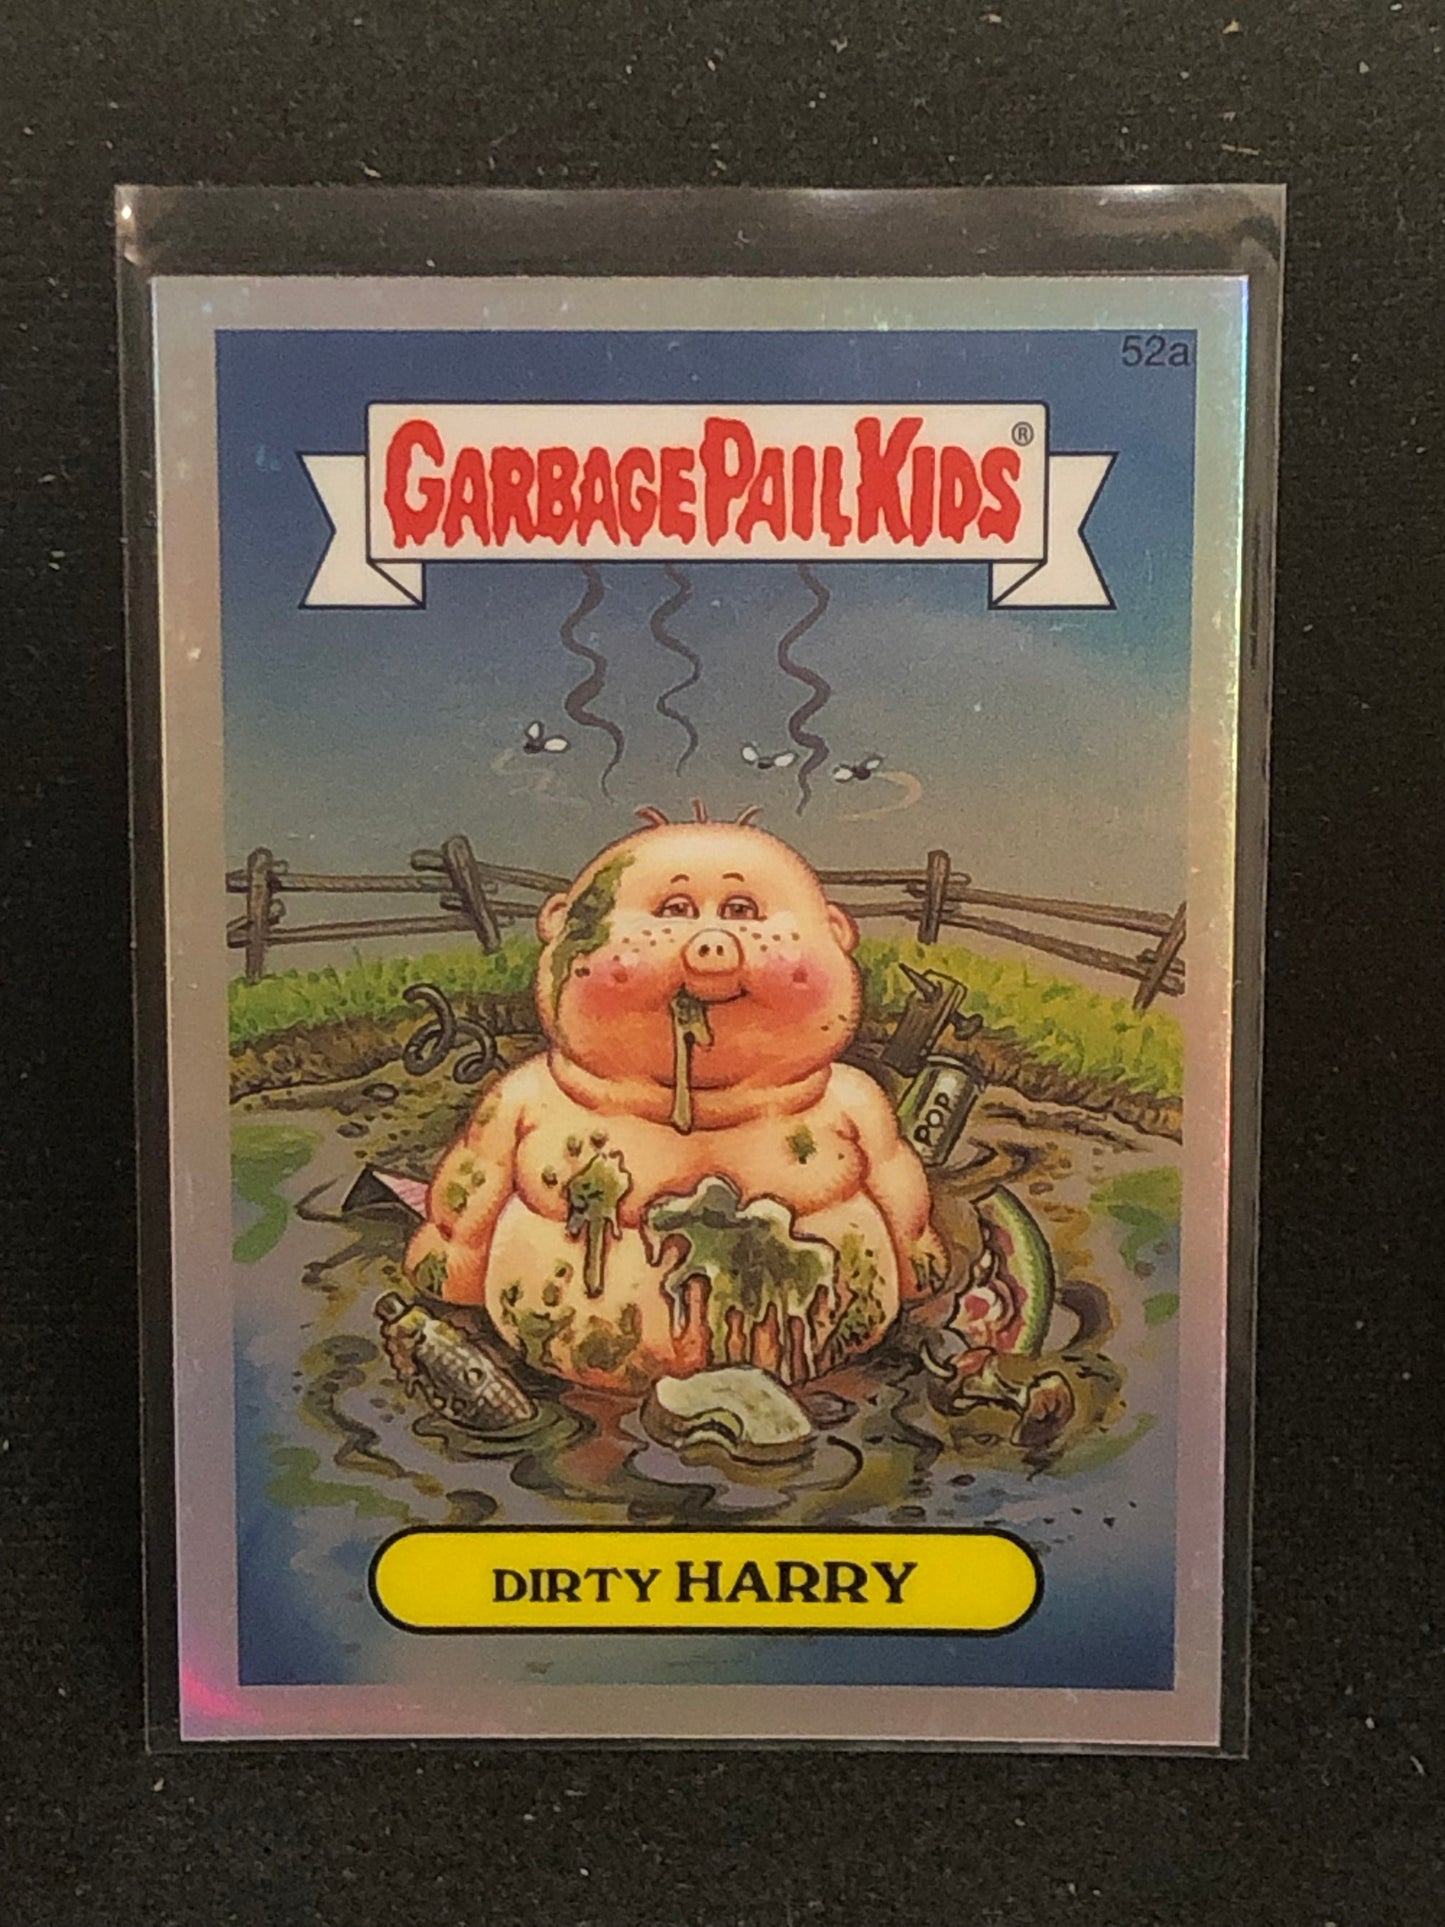 52a
GARBAGE PAIL KIDS®
POP
DIRTY HARRY